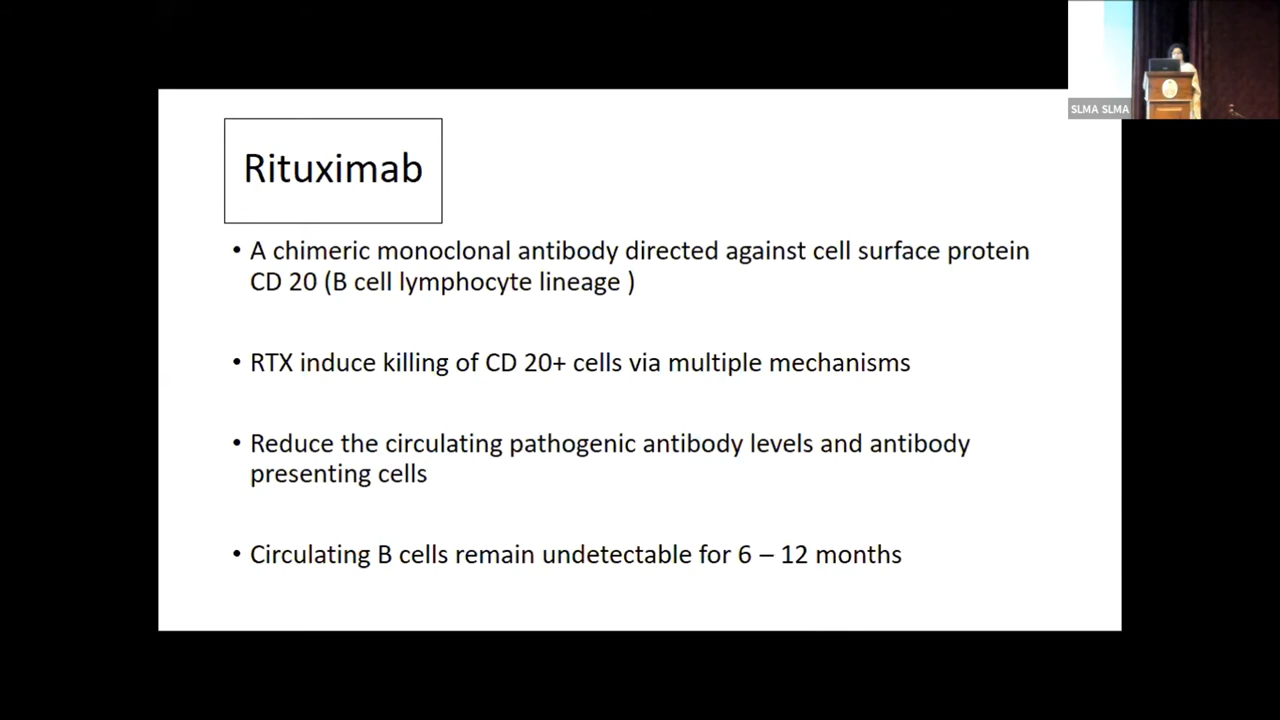 SLMA SLMA
Rituximab
• A chimeric monoclonal antibody directed against cell surface protein
CD 20 (B cell lymphocyte lineage )
• RTX induce killing of CD 20+ cells via multiple mechanisms
• Reduce the circulating pathogenic antibody levels and antibody
presenting cells
• Circulating B cells remain undetectable for 6 – 12 months